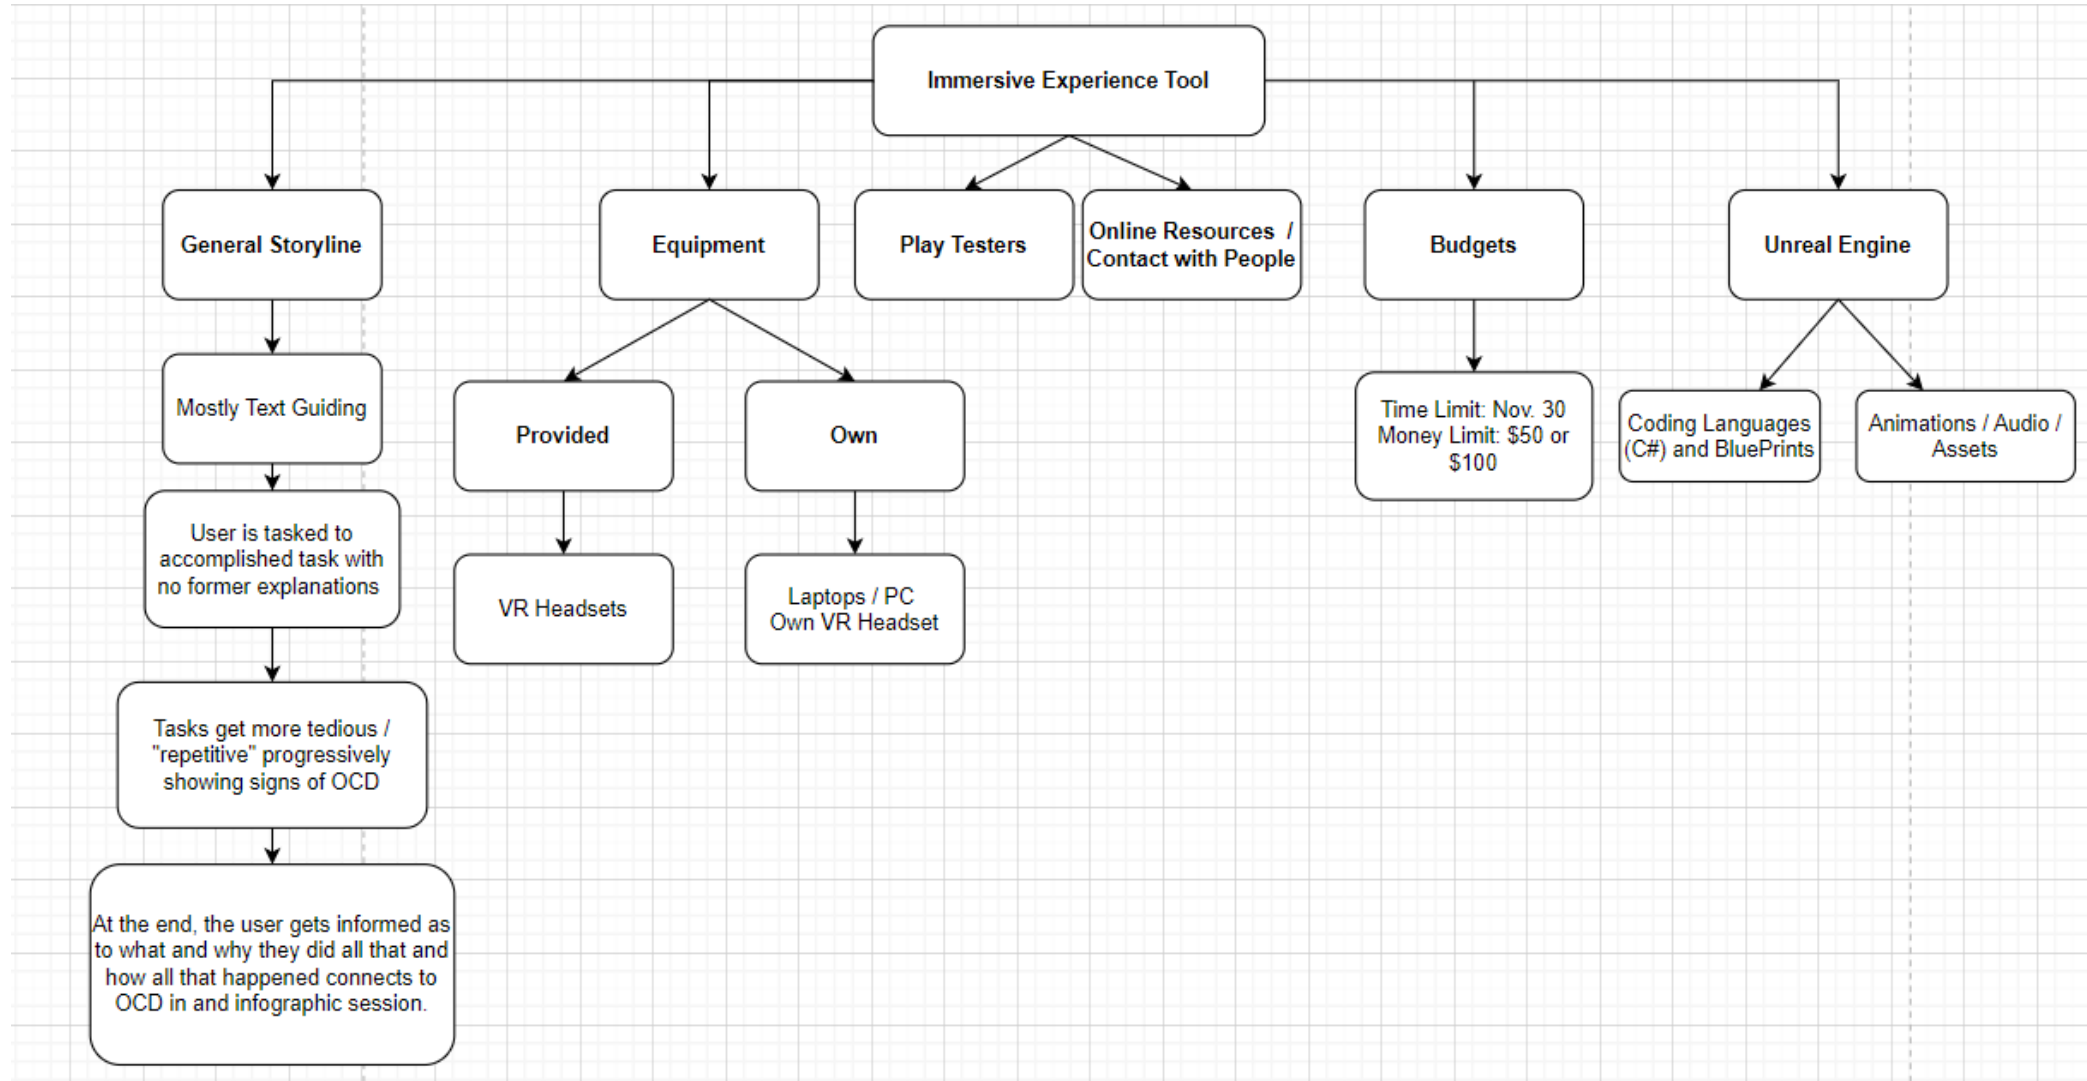 Immersive Experience Tool
General Storyline
Equipment
Play Testers
Online Resources /
Contact with People
Budgets
Unreal Engine
Mostly Text Guiding
User is tasked to
accomplished task with
no former explanations
Tasks get more tedious /
"repetitive" progressively
showing signs of OCD
At the end, the user gets informed as
to what and why they did all that and
how all that happened connects to
OCD in and infographic session.
Provided
Own
VR Headsets
Laptops / PC
Own VR Headset
Time Limit: Nov. 30
Money Limit: $50 or
$100
Coding Languages
(C#) and BluePrints
Animations / Audio /
Assets